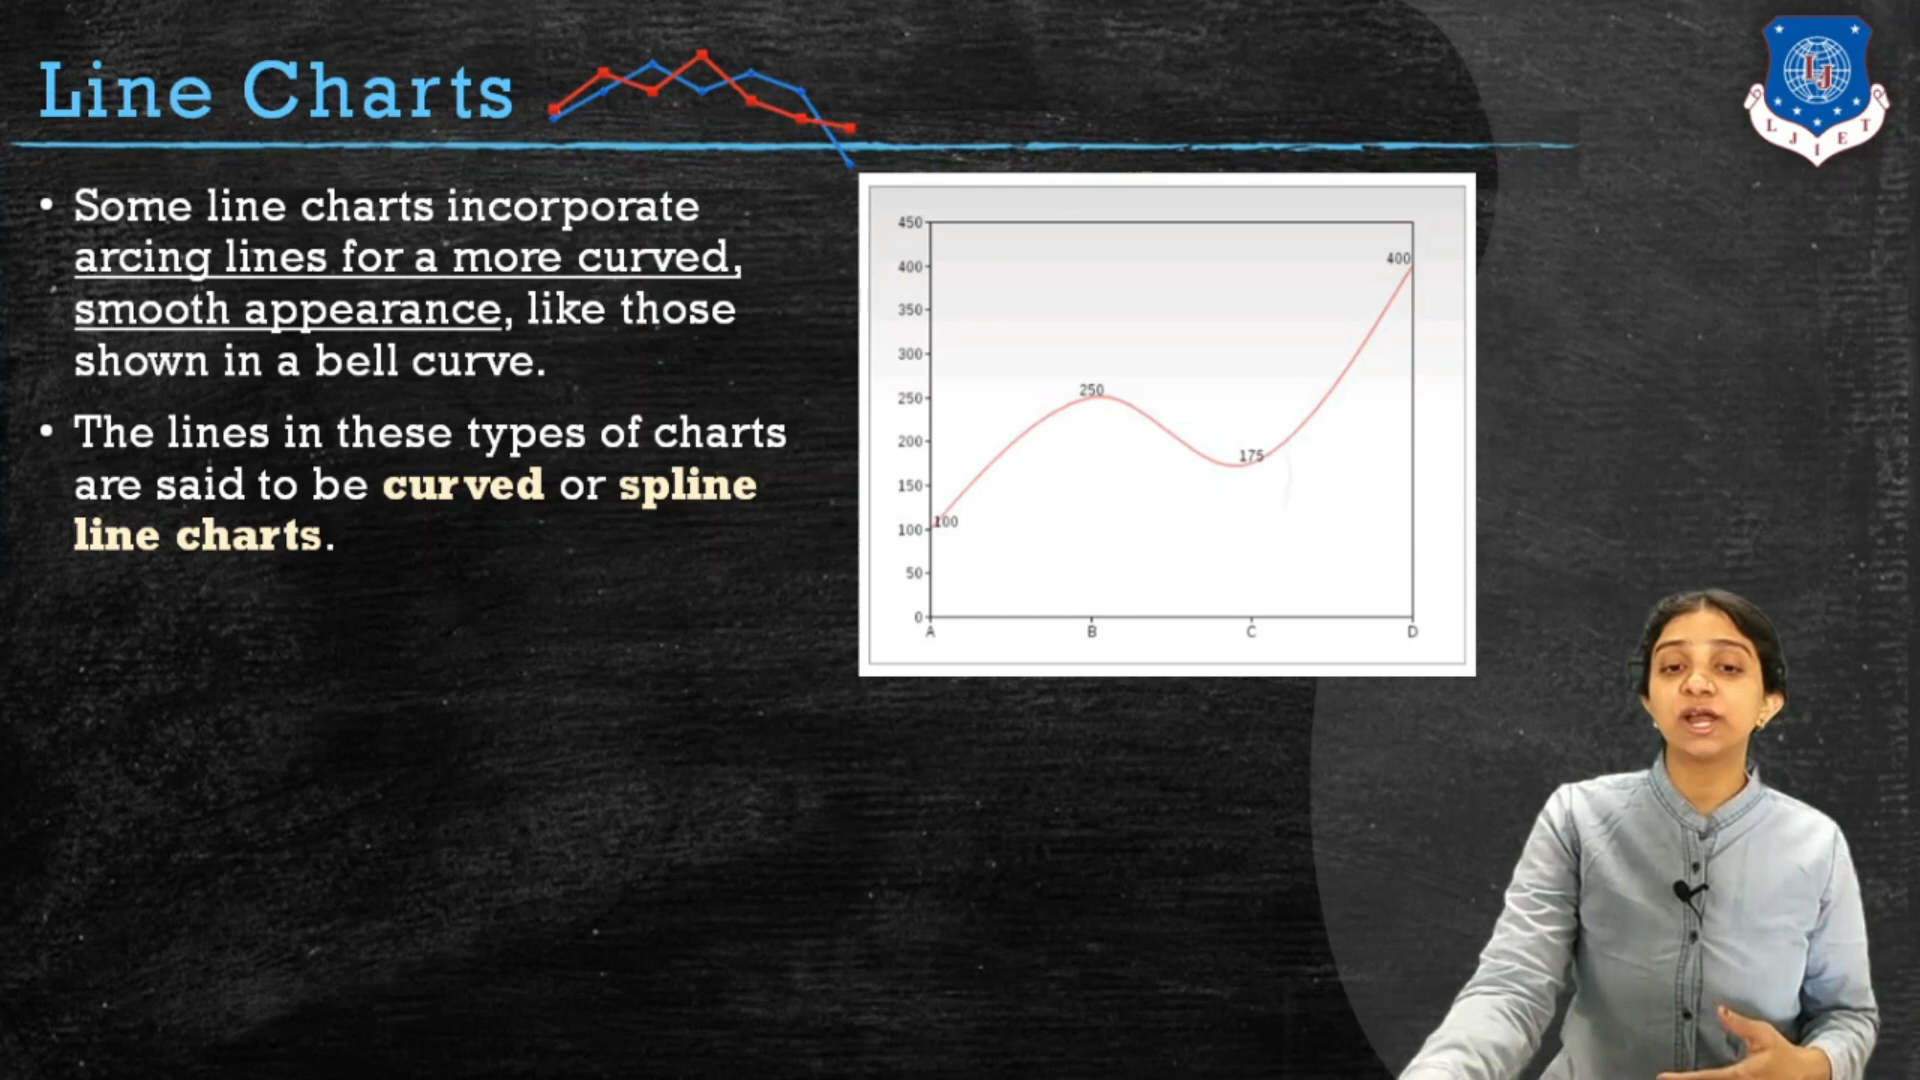 Line Charts
• Some line charts incorporate
arcing lines for a more curved,
smooth appearance, like those
shown in a bell curve.
• The lines in these types of charts
are said to be curved or spline
line charts.
450
400
350
300
250
200
150
100
50
0
A B C D
100
250
175
400
LJ
L J I E T